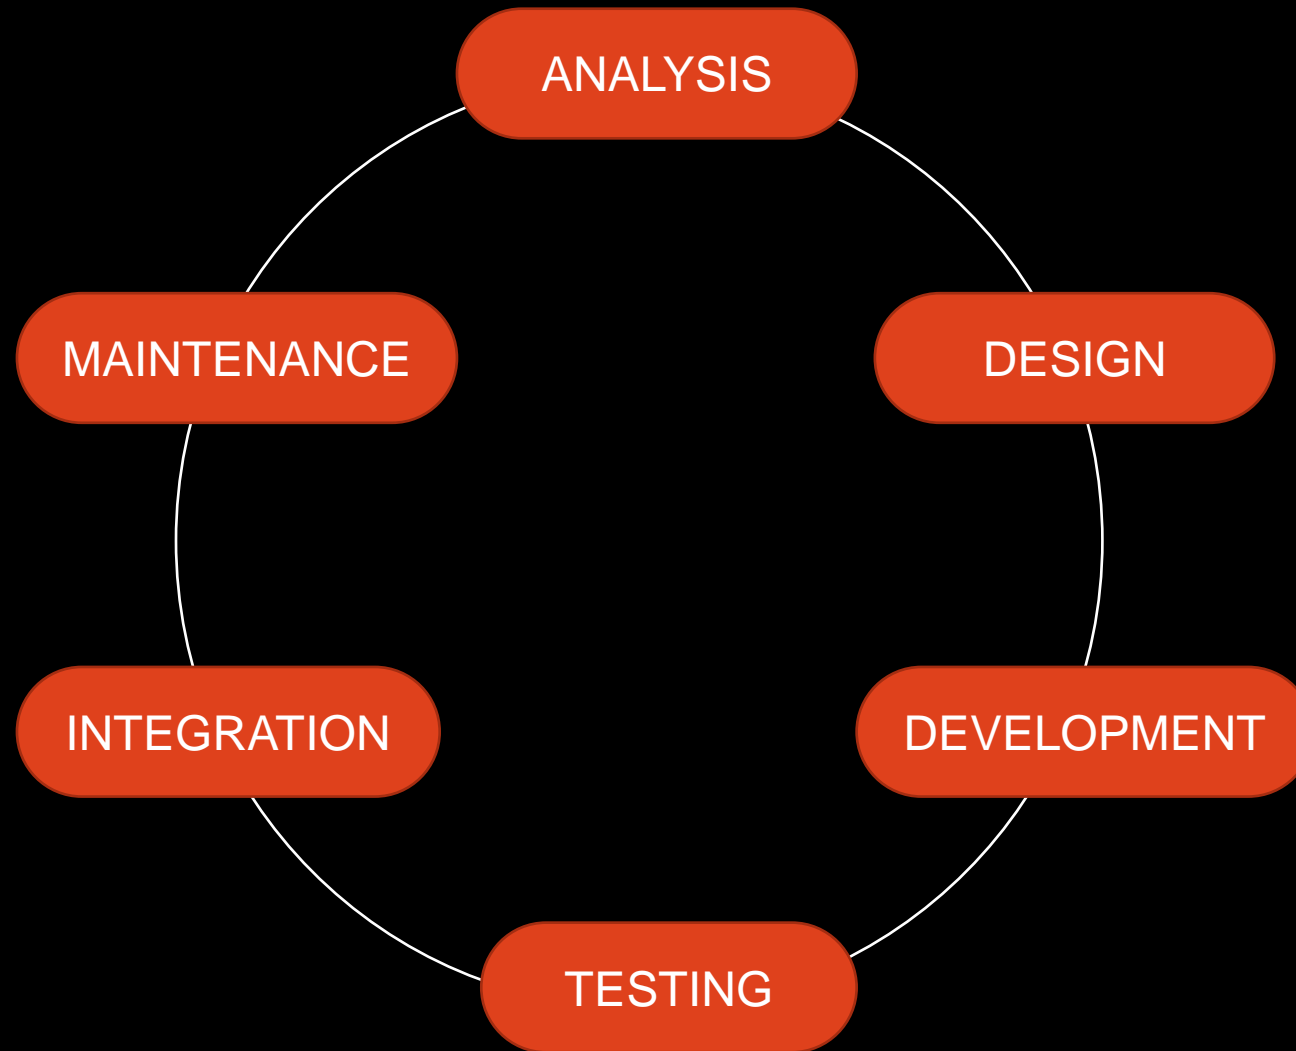 ANALYSIS
DESIGN
DEVELOPMENT
TESTING
INTEGRATION
MAINTENANCE